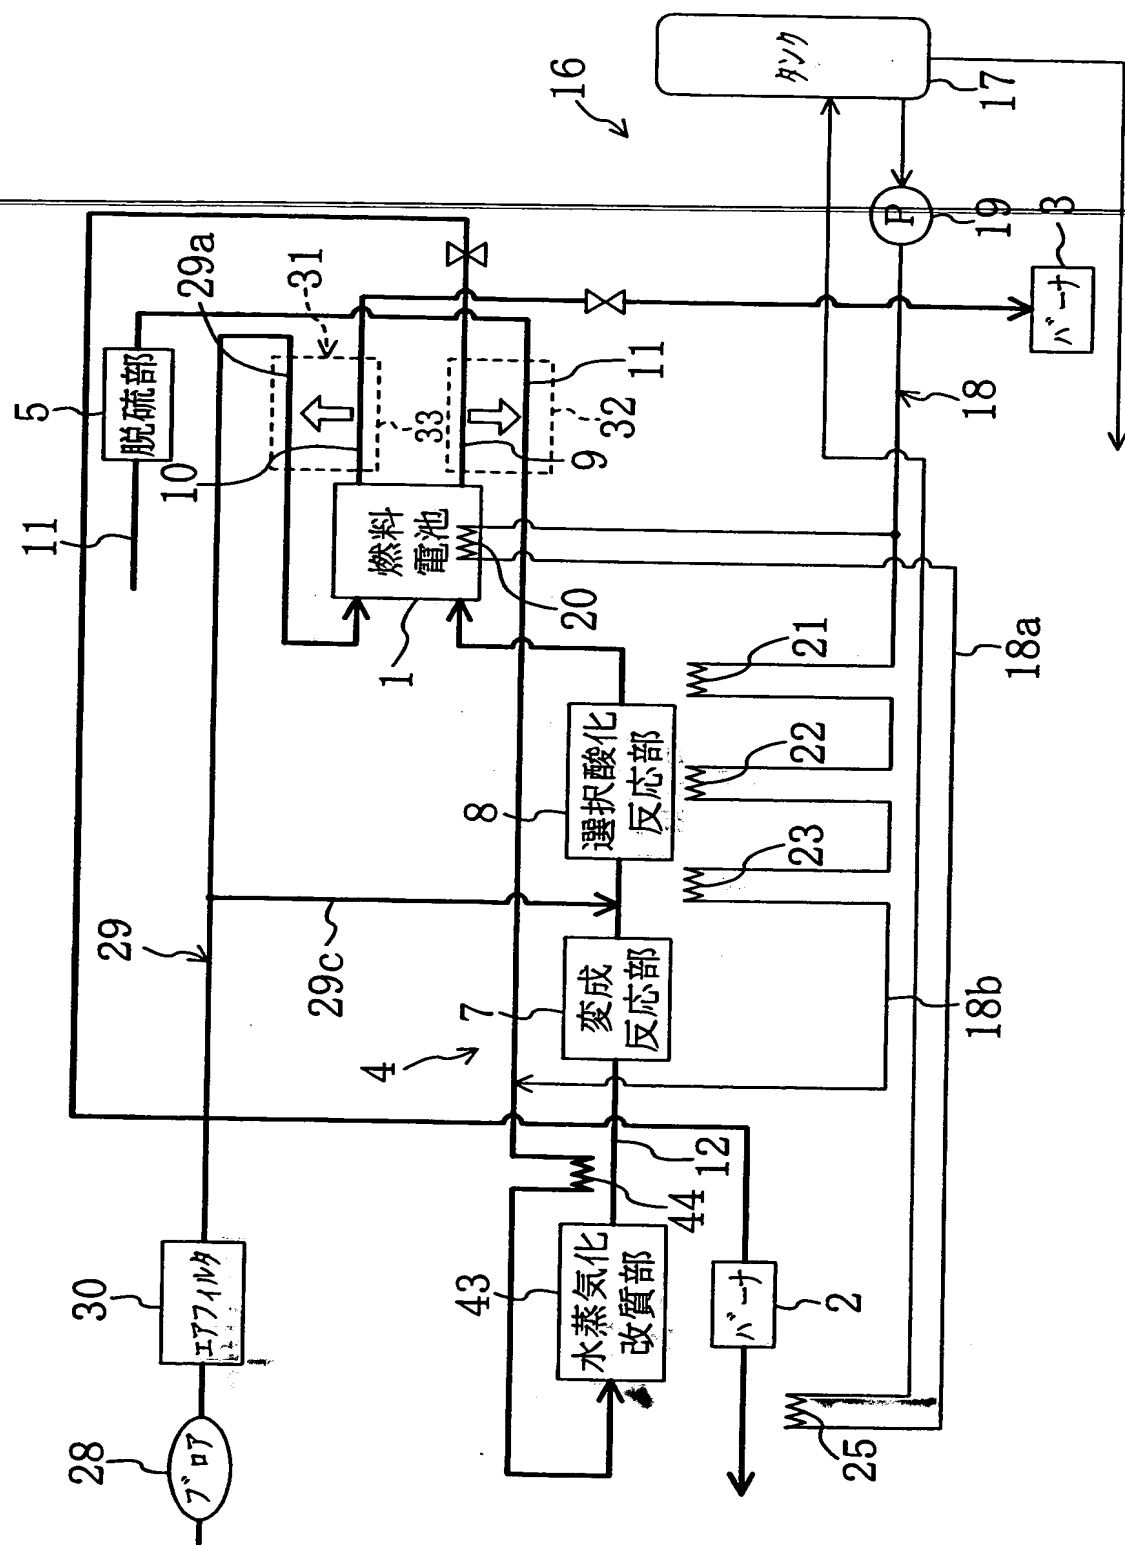 28
ブロア
30
エアフィルタ
29
29c
29a
31
11
5
脱硫部
10
33
9
32
11
1
燃料
電池
20
4
43
水蒸気化
改質部
44
12
7
変成
反応部
8
選択酸化
反応部
2
バーナ
25
23
22
21
18b
18a
18
16
タンク
17
P
19
3
バーナ